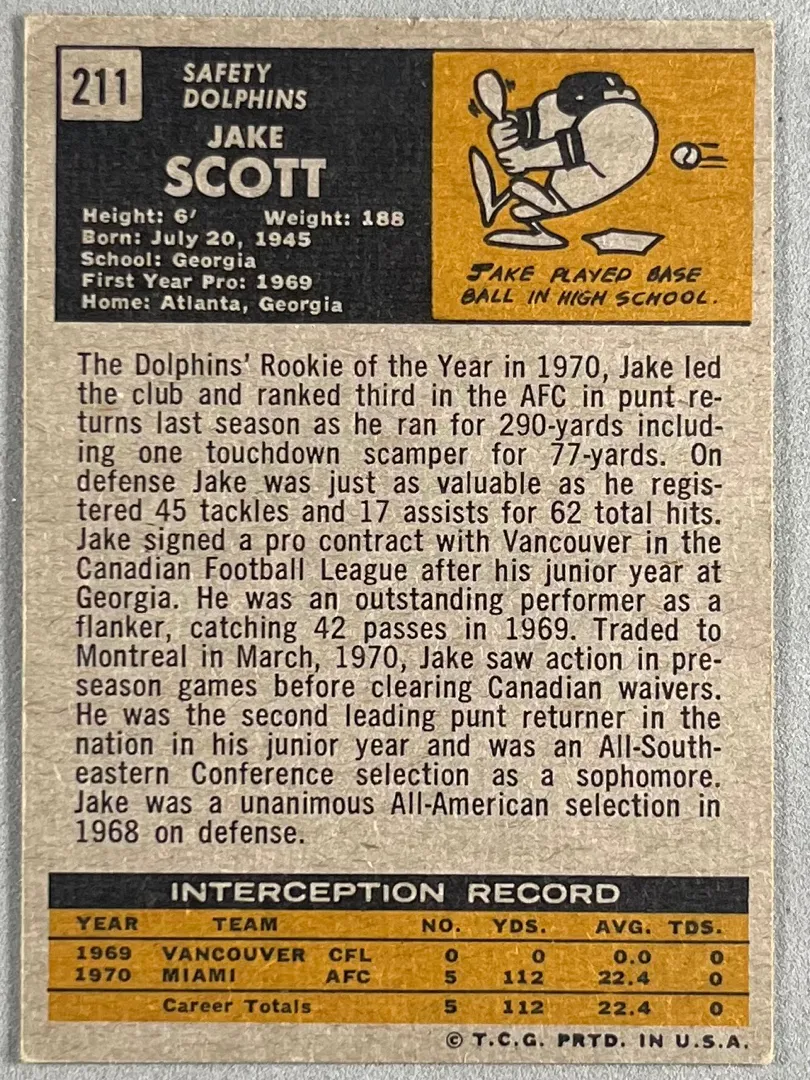 211
SAFETY
DOLPHINS
JAKE
SCOTT
Height: 6' Weight: 188
Born: July 20, 1945
School: Georgia
First Year Pro: 1969
Home: Atlanta, Georgia
JAKE PLAYED BASE
BALL IN HIGH SCHOOL.
The Dolphins' Rookie of the Year in 1970, Jake led
the club and ranked third in the AFC in punt re-
turns last season as he ran for 290-yards includ-
ing one touchdown scamper for 77-yards. On
defense Jake was just as valuable as he regis-
tered 45 tackles and 17 assists for 62 total hits.
Jake signed a pro contract with Vancouver in the
Canadian Football League after his junior year at
Georgia. He was an outstanding performer as a
flanker, catching 42 passes in 1969. Traded to
Montreal in March, 1970, Jake saw action in pre-
season games before clearing Canadian waivers.
He was the second leading punt returner in the
nation in his junior year and was an All-South-
eastern Conference selection as a sophomore.
Jake was a unanimous All-American selection in
1968 on defense.
INTERCEPTION RECORD
YEAR TEAM NO. YDS. AVG. TDS.
1969 VANCOUVER CFL 0 0 0.0 0
1970 MIAMI AFC 5 112 22.4 0
Career Totals 5 112 22.4 0
© T.C.G. PRTD. IN U.S.A.